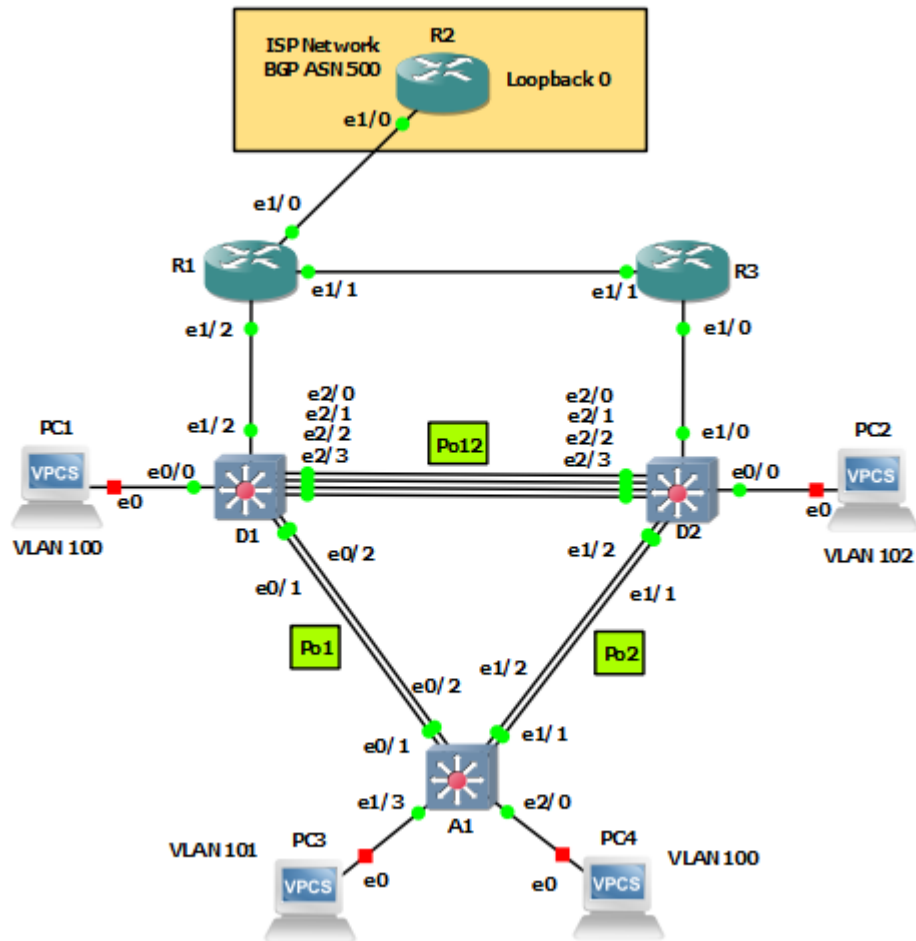 R2
ISP Network
BGP ASN 500
Loopback 0
e1/0
e1/0
R1
e1/1
e1/1
R3
e1/2
e1/0
e2/0
e2/1
e2/2
e2/3
e2/0
e2/1
e2/2
e2/3
Po12
PC1
e1/2
e1/0
PC2
VPCS
e0/0
e0/0
VPCS
e0
e0
VLAN 100
D1
D2
VLAN 102
e0/2
e1/2
e0/1
e1/1
Po1
Po2
e0/2
e1/2
e0/1
e1/1
e1/3
A1
e2/0
VLAN 101
PC3
PC4
VLAN 100
VPCS
e0
e0
VPCS